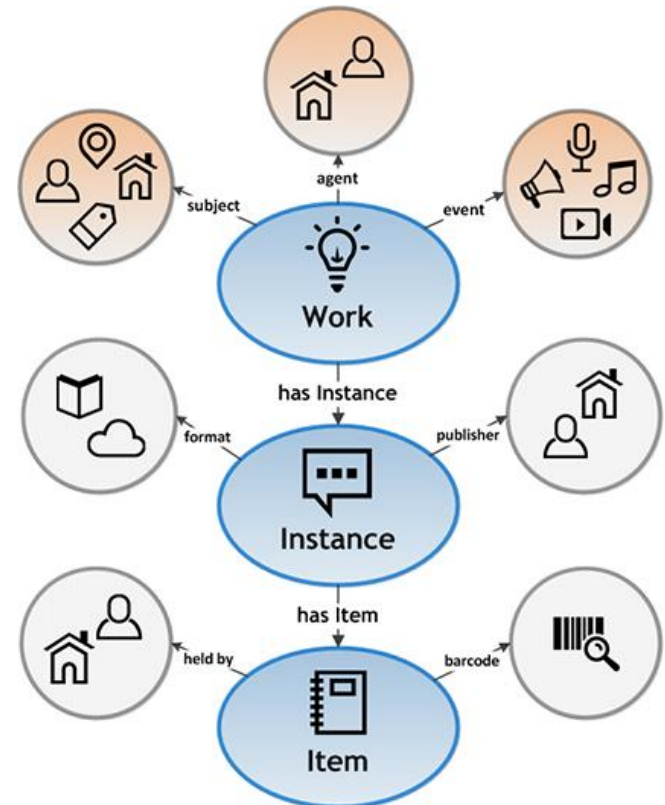 agent
subject
event
Work
has Instance
format
publisher
Instance
has Item
held by
barcode
Item